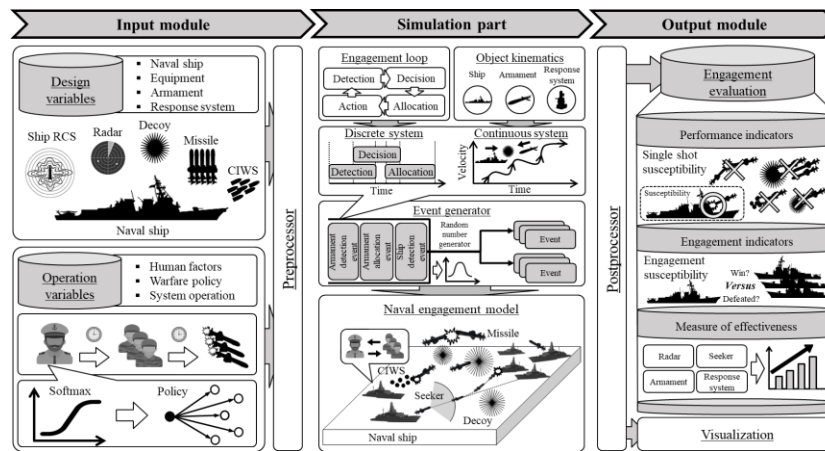 Input module
Simulation part
Output module
Design
variables
▪ Naval ship
▪ Equipment
▪ Armament
▪ Response system
Ship RCS
Radar
Decoy
Missile
CIWS
Naval ship
Operation
variables
▪ Human factors
▪ Warfare policy
▪ System operation
Softmax
Policy
Preprocessor
Engagement loop
Detection
Decision
Action
Allocation
Object kinematics
Ship
Armament
Response
system
Discrete system
Decision
Detection
Allocation
Time
Continuous system
Velocity
Time
Event generator
Armament
detection
event
Armament
allocation
event
Ship
detection
event
Random
number
generator
Event
Event
Naval engagement model
Missile
CIWS
Seeker
Decoy
Naval ship
Postprocessor
Engagement
evaluation
Performance indicators
Single shot
susceptibility
Susceptibility
Engagement indicators
Engagement
susceptibility
Win?
Versus
Defeated?
Measure of effectiveness
Radar
Seeker
Armament
Response
system
Visualization